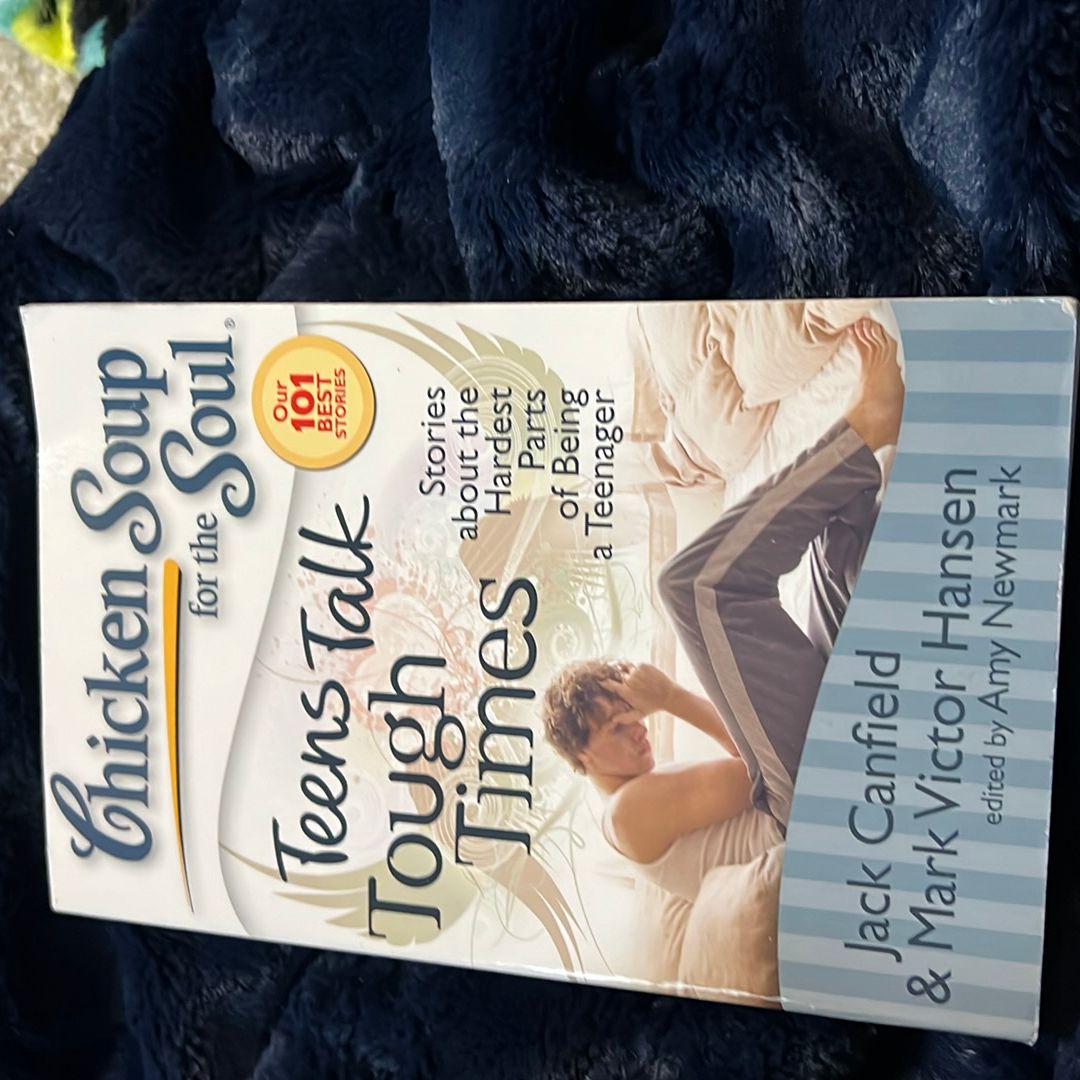 Chicken Soup
for the Soul®
Our
101
BEST
STORIES
Teens Talk
Tough
Times
Stories
about the
Hardest
Parts
of Being
a Teenager
Jack Canfield
& Mark Victor Hansen
edited by Amy Newmark